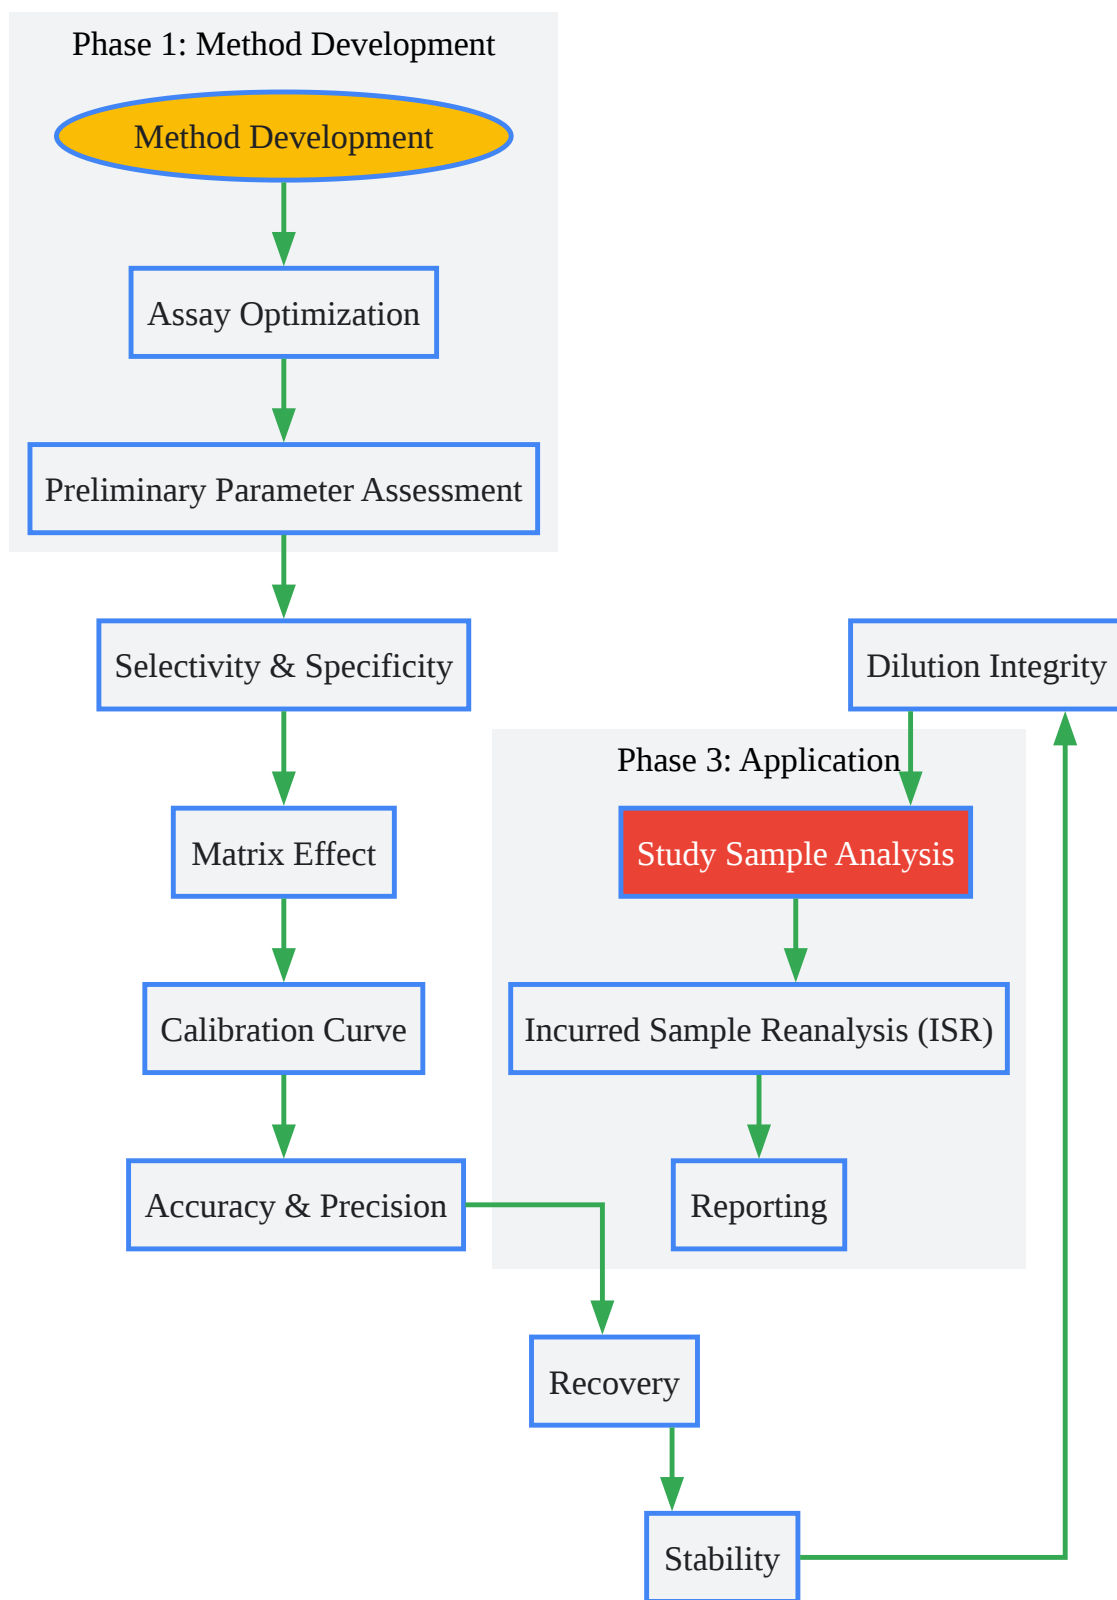 Phase 1: Method Development
Method Development
Assay Optimization
Preliminary Parameter Assessment
Selectivity & Specificity
Matrix Effect
Calibration Curve
Accuracy & Precision
Recovery
Stability
Dilution Integrity
Phase 3: Application
Study Sample Analysis
Incurred Sample Reanalysis (ISR)
Reporting